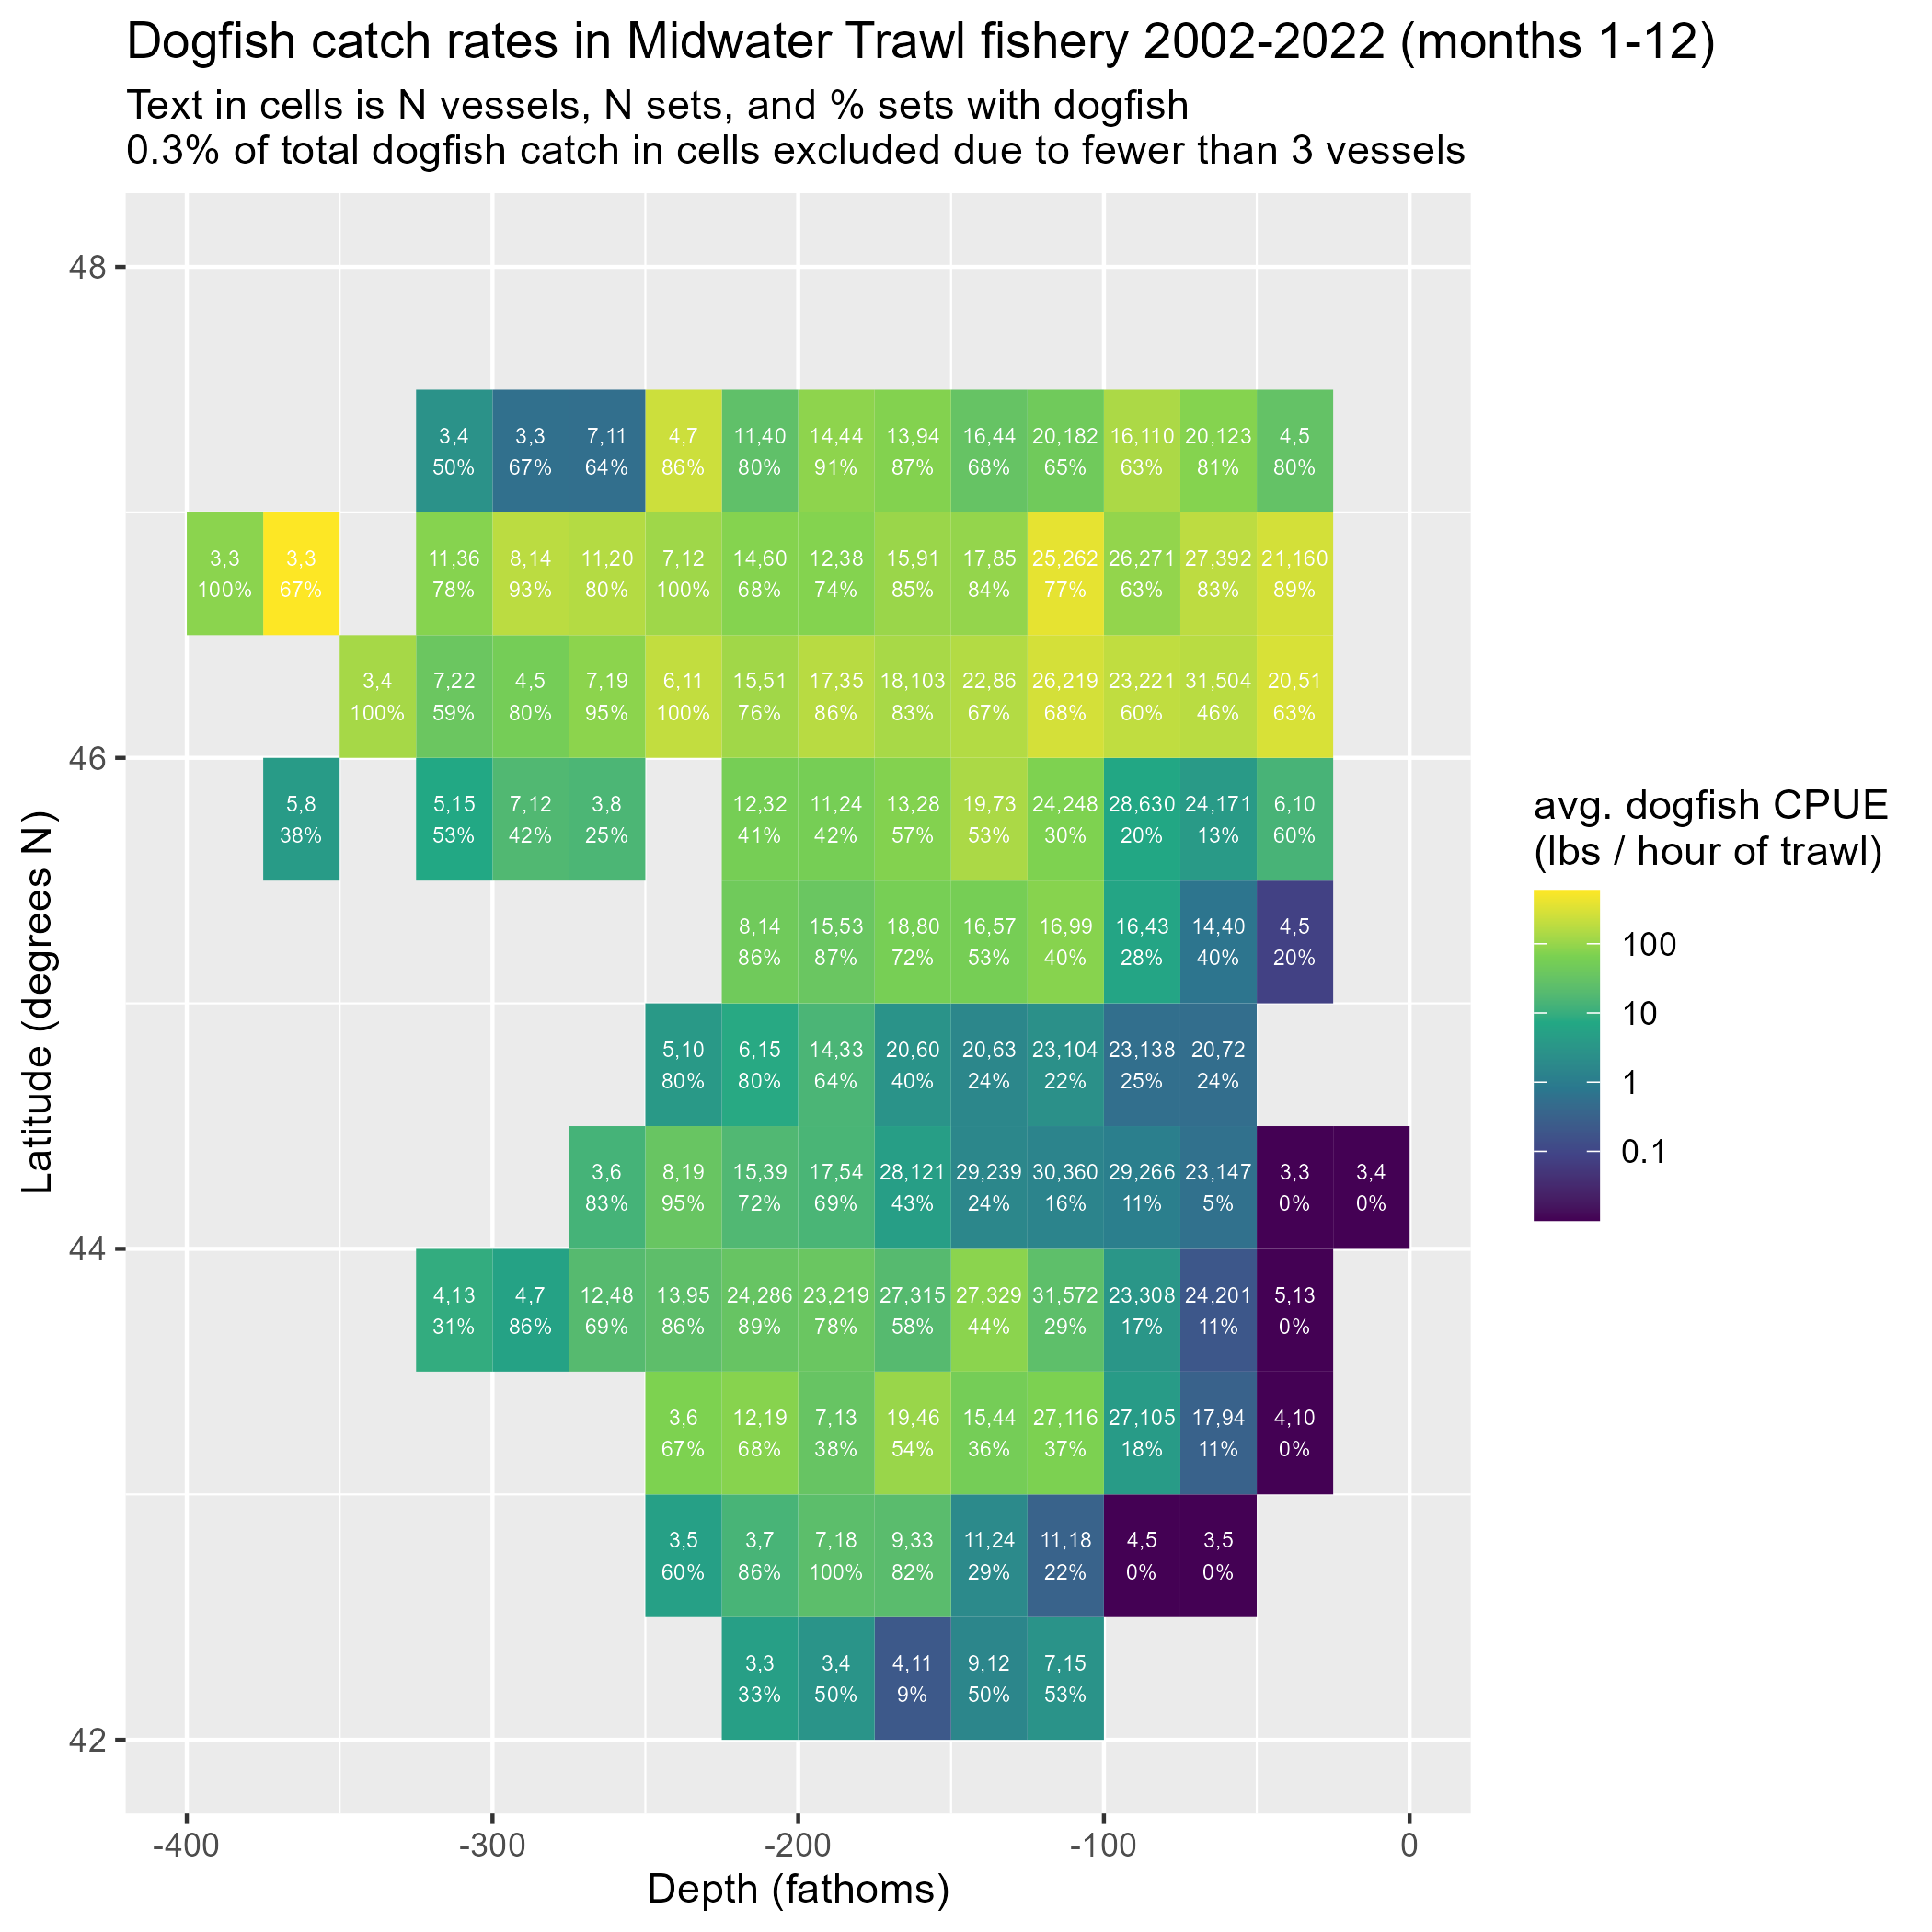 Dogfish catch rates in Midwater Trawl fishery 2002-2022 (months 1-12)
Text in cells is N vessels, N sets, and % sets with dogfish
0.3% of total dogfish catch in cells excluded due to fewer than 3 vessels
48
3,4 3,3 7,11 4,7 11,40 14,44 13,94 16,44 20,182 16,110 20,123 4,5
50% 67% 64% 86% 80% 91% 87% 68% 65% 63% 81% 80%
3,3 3,3 11,36 8,14 11,20 7,12 14,60 12,38 15,91 17,85 25,262 26,271 27,392 21,160
100% 67% 78% 93% 80% 100% 68% 74% 85% 84% 77% 63% 83% 89%
3,4 7,22 4,5 7,19 6,11 15,51 17,35 18,103 22,86 26,219 23,221 31,504 20,51
100% 59% 80% 95% 100% 76% 86% 83% 67% 68% 60% 46% 63%
46
5,8 5,15 7,12 3,8 12,32 11,24 13,28 19,73 24,248 28,630 24,171 6,10
38% 53% 42% 25% 41% 42% 57% 53% 30% 20% 13% 60%
8,14 15,53 18,80 16,57 16,99 16,43 14,40 4,5
86% 87% 72% 53% 40% 28% 40% 20%
5,10 6,15 14,33 20,60 20,63 23,104 23,138 20,72
80% 80% 64% 40% 24% 22% 25% 24%
3,6 8,19 15,39 17,54 28,121 29,239 30,360 29,266 23,147 3,3 3,4
83% 95% 72% 69% 43% 24% 16% 11% 5% 0% 0%
44
4,13 4,7 12,48 13,95 24,286 23,219 27,315 27,329 31,572 23,308 24,201 5,13
31% 86% 69% 86% 89% 78% 58% 44% 29% 17% 11% 0%
3,6 12,19 7,13 19,46 15,44 27,116 27,105 17,94 4,10
67% 68% 38% 54% 36% 37% 18% 11% 0%
3,5 3,7 7,18 9,33 11,24 11,18 4,5 3,5
60% 86% 100% 82% 29% 22% 0% 0%
3,3 3,4 4,11 9,12 7,15
33% 50% 9% 50% 53%
42
-400 -300 -200 -100 0
Depth (fathoms)
Latitude (degrees N)
avg. dogfish CPUE
(lbs / hour of trawl)
100
10
1
0.1